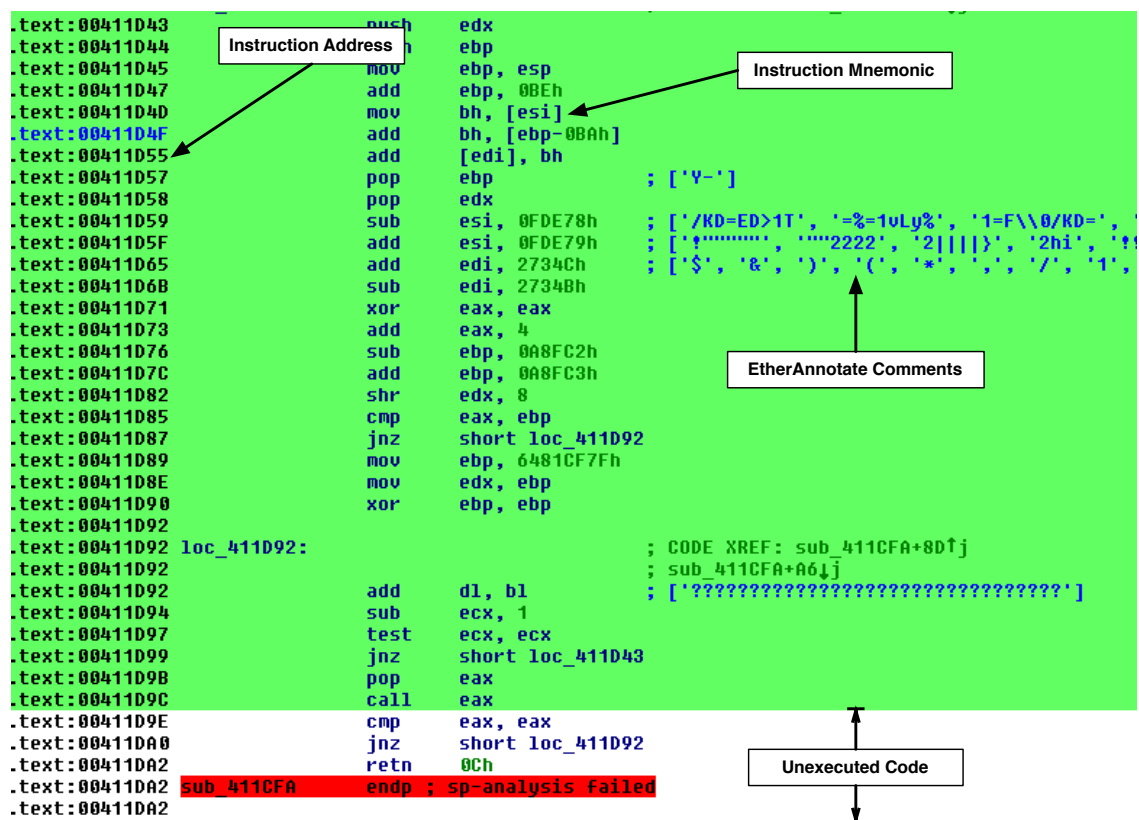 .text:00411D43 push edx
.text:00411D44 ebp
.text:00411D45 mov ebp, esp
.text:00411D47 add ebp, 0BEh
.text:00411D4D mov bh, [esi]
.text:00411D4F add bh, [ebp-0BAh]
.text:00411D55 add [edi], bh
.text:00411D57 pop ebp ; ['Y-']
.text:00411D58 pop edx
.text:00411D59 sub esi, 0FDE78h ; ['/KD=ED>1T', '=%=1vLy%', '1=F\\0/KD=', '
.text:00411D5F add esi, 0FDE79h ; ['!"""""""', '"""2222', '2||||}', '2hi', '!!
.text:00411D65 add edi, 2734Ch ; ['$', '&', ')', '(', '*', ',', '/', '1',
.text:00411D6B sub edi, 2734Bh
.text:00411D71 xor eax, eax
.text:00411D73 add eax, 4
.text:00411D76 sub ebp, 0A8FC2h
.text:00411D7C add ebp, 0A8FC3h
.text:00411D82 shr edx, 8
.text:00411D85 cmp eax, ebp
.text:00411D87 jnz short loc_411D92
.text:00411D89 mov ebp, 6481CF7Fh
.text:00411D8E mov edx, ebp
.text:00411D90 xor ebp, ebp
.text:00411D92
.text:00411D92 loc_411D92: ; CODE XREF: sub_411CFA+8D↑j
.text:00411D92 ; sub_411CFA+A6↓j
.text:00411D92 add dl, bl ; ['????????????????????????????????']
.text:00411D94 sub ecx, 1
.text:00411D97 test ecx, ecx
.text:00411D99 jnz short loc_411D43
.text:00411D9B pop eax
.text:00411D9C call eax
.text:00411D9E cmp eax, eax
.text:00411DA0 jnz short loc_411D92
.text:00411DA2 retn 0Ch
.text:00411DA2 sub_411CFA endp ; sp-analysis failed
.text:00411DA2
Instruction Address
Instruction Mnemonic
EtherAnnotate Comments
Unexecuted Code